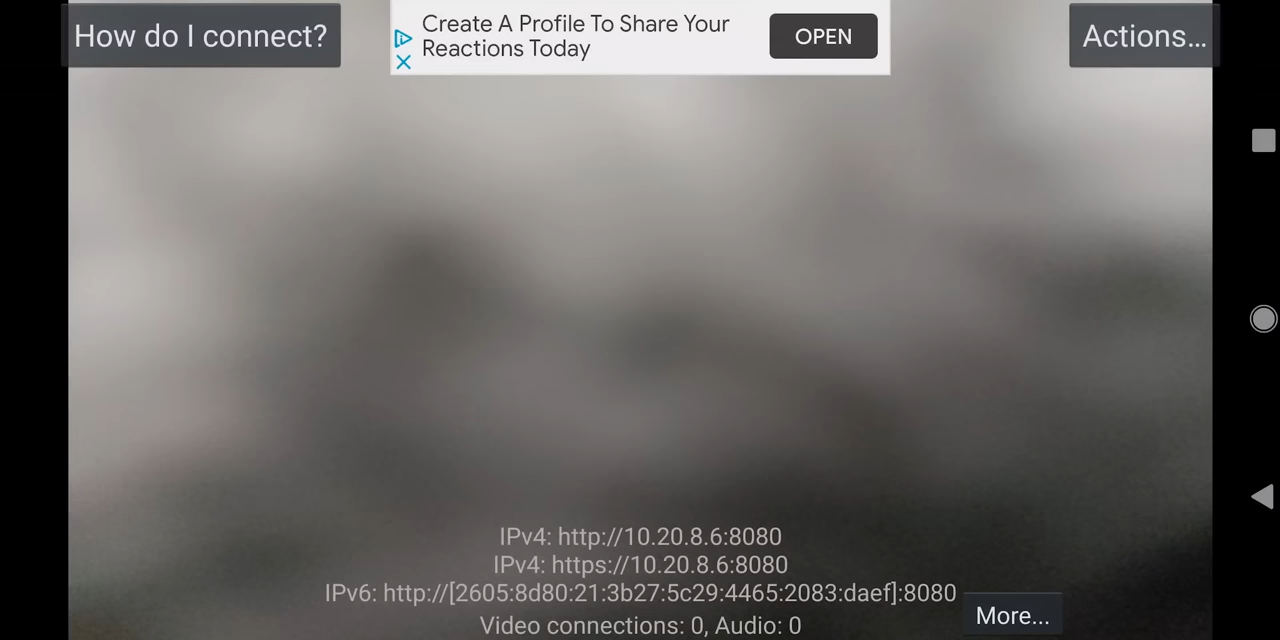 How do I connect?
Create A Profile To Share Your
Reactions Today
OPEN
Actions...
IPv4: http://10.20.8.6:8080
IPv4: https://10.20.8.6:8080
IPv6: http://[2605:8d80:21:3b27:5c29:4465:2083:daef]:8080
Video connections: 0, Audio: 0
More...